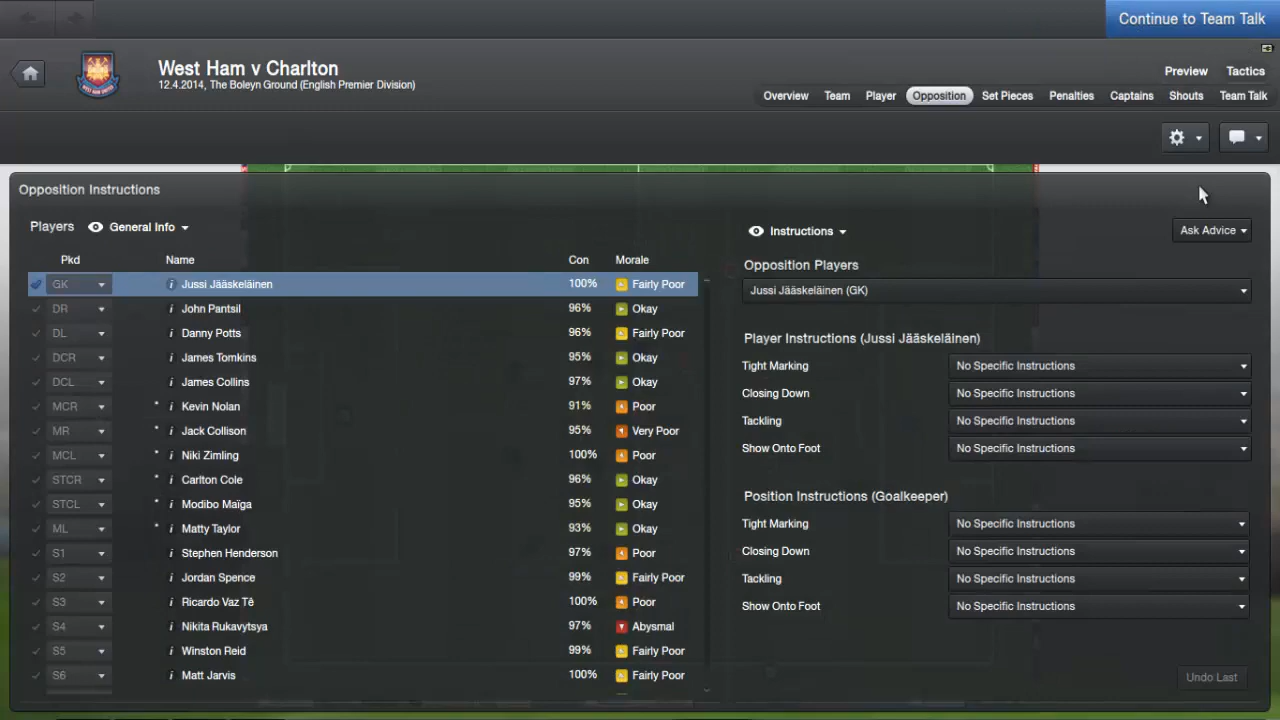 Continue to Team Talk
West Ham v Charlton
12.4.2014, The Boleyn Ground (English Premier Division)
Preview Tactics
Overview Team Player Opposition Set Pieces Penalties Captains Shouts Team Talk
Opposition Instructions
Players General Info
Instructions
Ask Advice
Pkd Name Con Morale
GK i Jussi Jääskeläinen 100% Fairly Poor
DR i John Pantsil 96% Okay
DL i Danny Potts 96% Fairly Poor
DCR i James Tomkins 95% Okay
DCL i James Collins 97% Okay
MCR * i Kevin Nolan 91% Poor
MR * i Jack Collison 95% Very Poor
MCL * i Niki Zimling 100% Poor
STCR * i Carlton Cole 96% Okay
STCL * i Modibo Maïga 95% Okay
ML * i Matty Taylor 93% Okay
S1 i Stephen Henderson 97% Poor
S2 i Jordan Spence 99% Fairly Poor
S3 i Ricardo Vaz Tê 100% Poor
S4 i Nikita Rukavytsya 97% Abysmal
S5 i Winston Reid 99% Fairly Poor
S6 i Matt Jarvis 100% Fairly Poor
Opposition Players
Jussi Jääskeläinen (GK)
Player Instructions (Jussi Jääskeläinen)
Tight Marking No Specific Instructions
Closing Down No Specific Instructions
Tackling No Specific Instructions
Show Onto Foot No Specific Instructions
Position Instructions (Goalkeeper)
Tight Marking No Specific Instructions
Closing Down No Specific Instructions
Tackling No Specific Instructions
Show Onto Foot No Specific Instructions
Undo Last